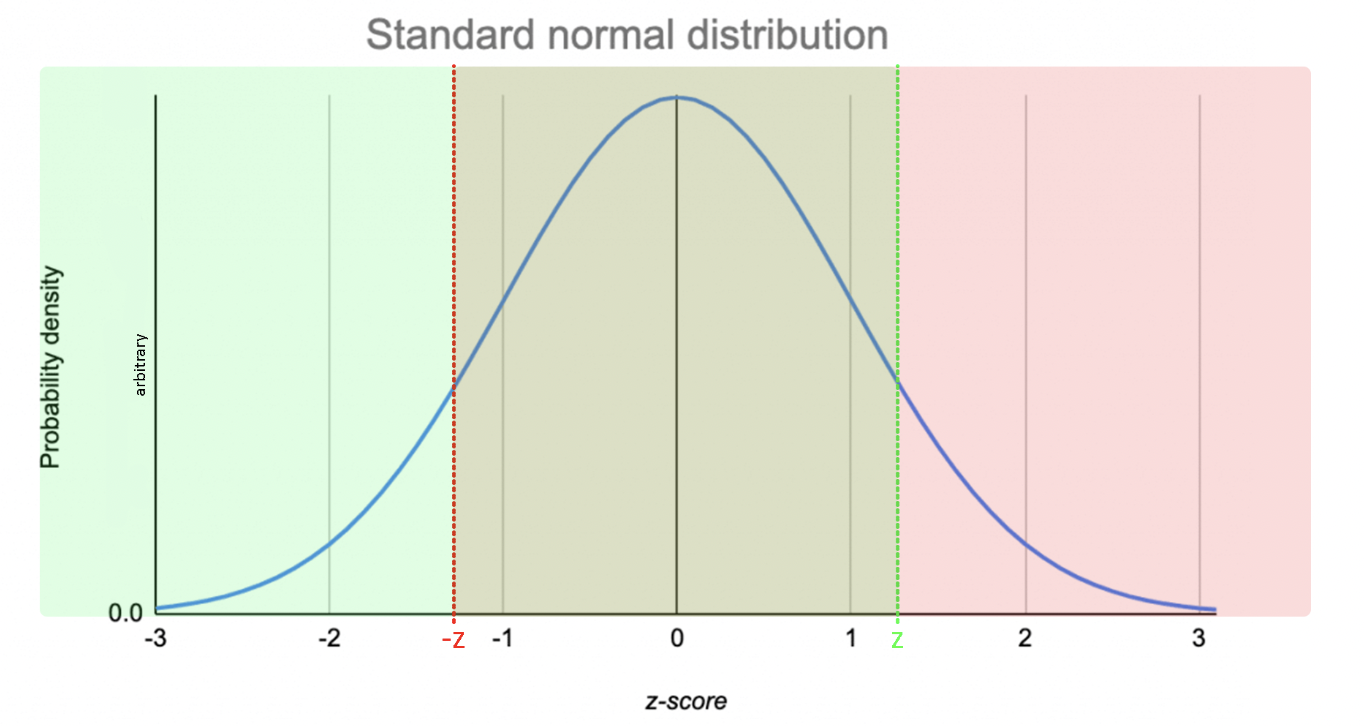 Standard normal distribution
Probability density
arbitrary
0.0
-3 -2 -z -1 0 1 z 2 3
z-score